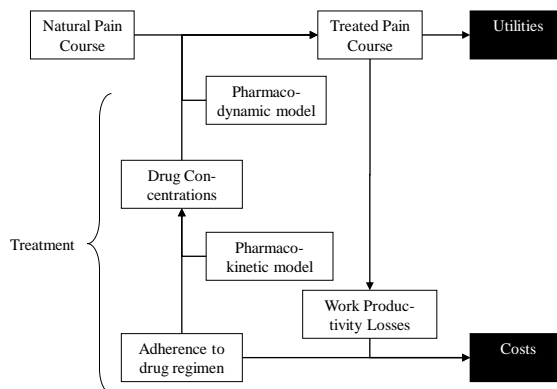 Natural Pain
Course
Treated Pain
Course
Utilities
Pharmaco-
dynamic model
Drug Con-
centrations
Treatment
Pharmaco-
kinetic model
Work Produc-
tivity Losses
Adherence to
drug regimen
Costs